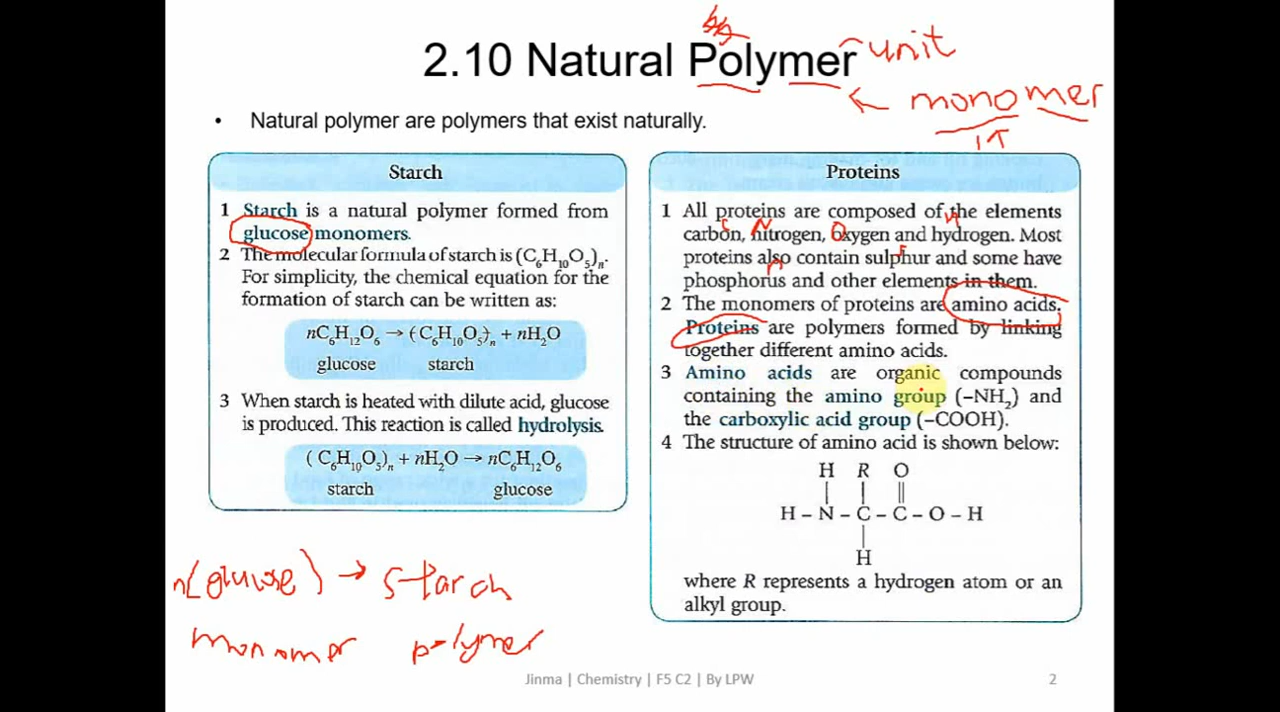 2.10 Natural Polymer
unit
monomer
• Natural polymer are polymers that exist naturally.
Starch
1 Starch is a natural polymer formed from
glucose monomers.
2 The molecular formula of starch is (C₆H₁₀O₅)ₙ.
For simplicity, the chemical equation for the
formation of starch can be written as:
nC₆H₁₂O₆ → (C₆H₁₀O₅)ₙ + nH₂O
glucose starch
3 When starch is heated with dilute acid, glucose
is produced. This reaction is called hydrolysis.
(C₆H₁₀O₅)ₙ + nH₂O → nC₆H₁₂O₆
starch glucose
n(glucose) → starch
monomer polymer
Proteins
1 All proteins are composed of the elements
carbon, nitrogen, oxygen and hydrogen. Most
proteins also contain sulphur and some have
phosphorus and other elements in them.
2 The monomers of proteins are amino acids.
Proteins are polymers formed by linking
together different amino acids.
3 Amino acids are organic compounds
containing the amino group (–NH₂) and
the carboxylic acid group (–COOH).
4 The structure of amino acid is shown below:
H R O
H – N – C – C – O – H
H
where R represents a hydrogen atom or an
alkyl group.
Jinma | Chemistry | F5 C2 | By LPW
2